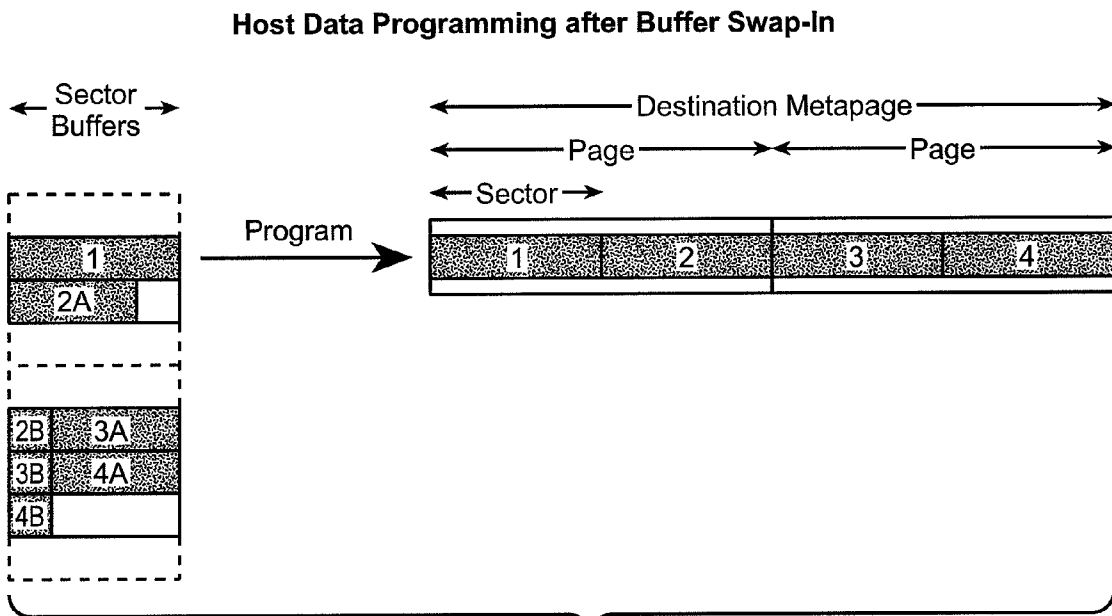 Host Data Programming after Buffer Swap-In
Sector
Buffers
Destination Metapage
Page Page
Sector
Program
1
2A
1 2 3 4
2B 3A
3B 4A
4B